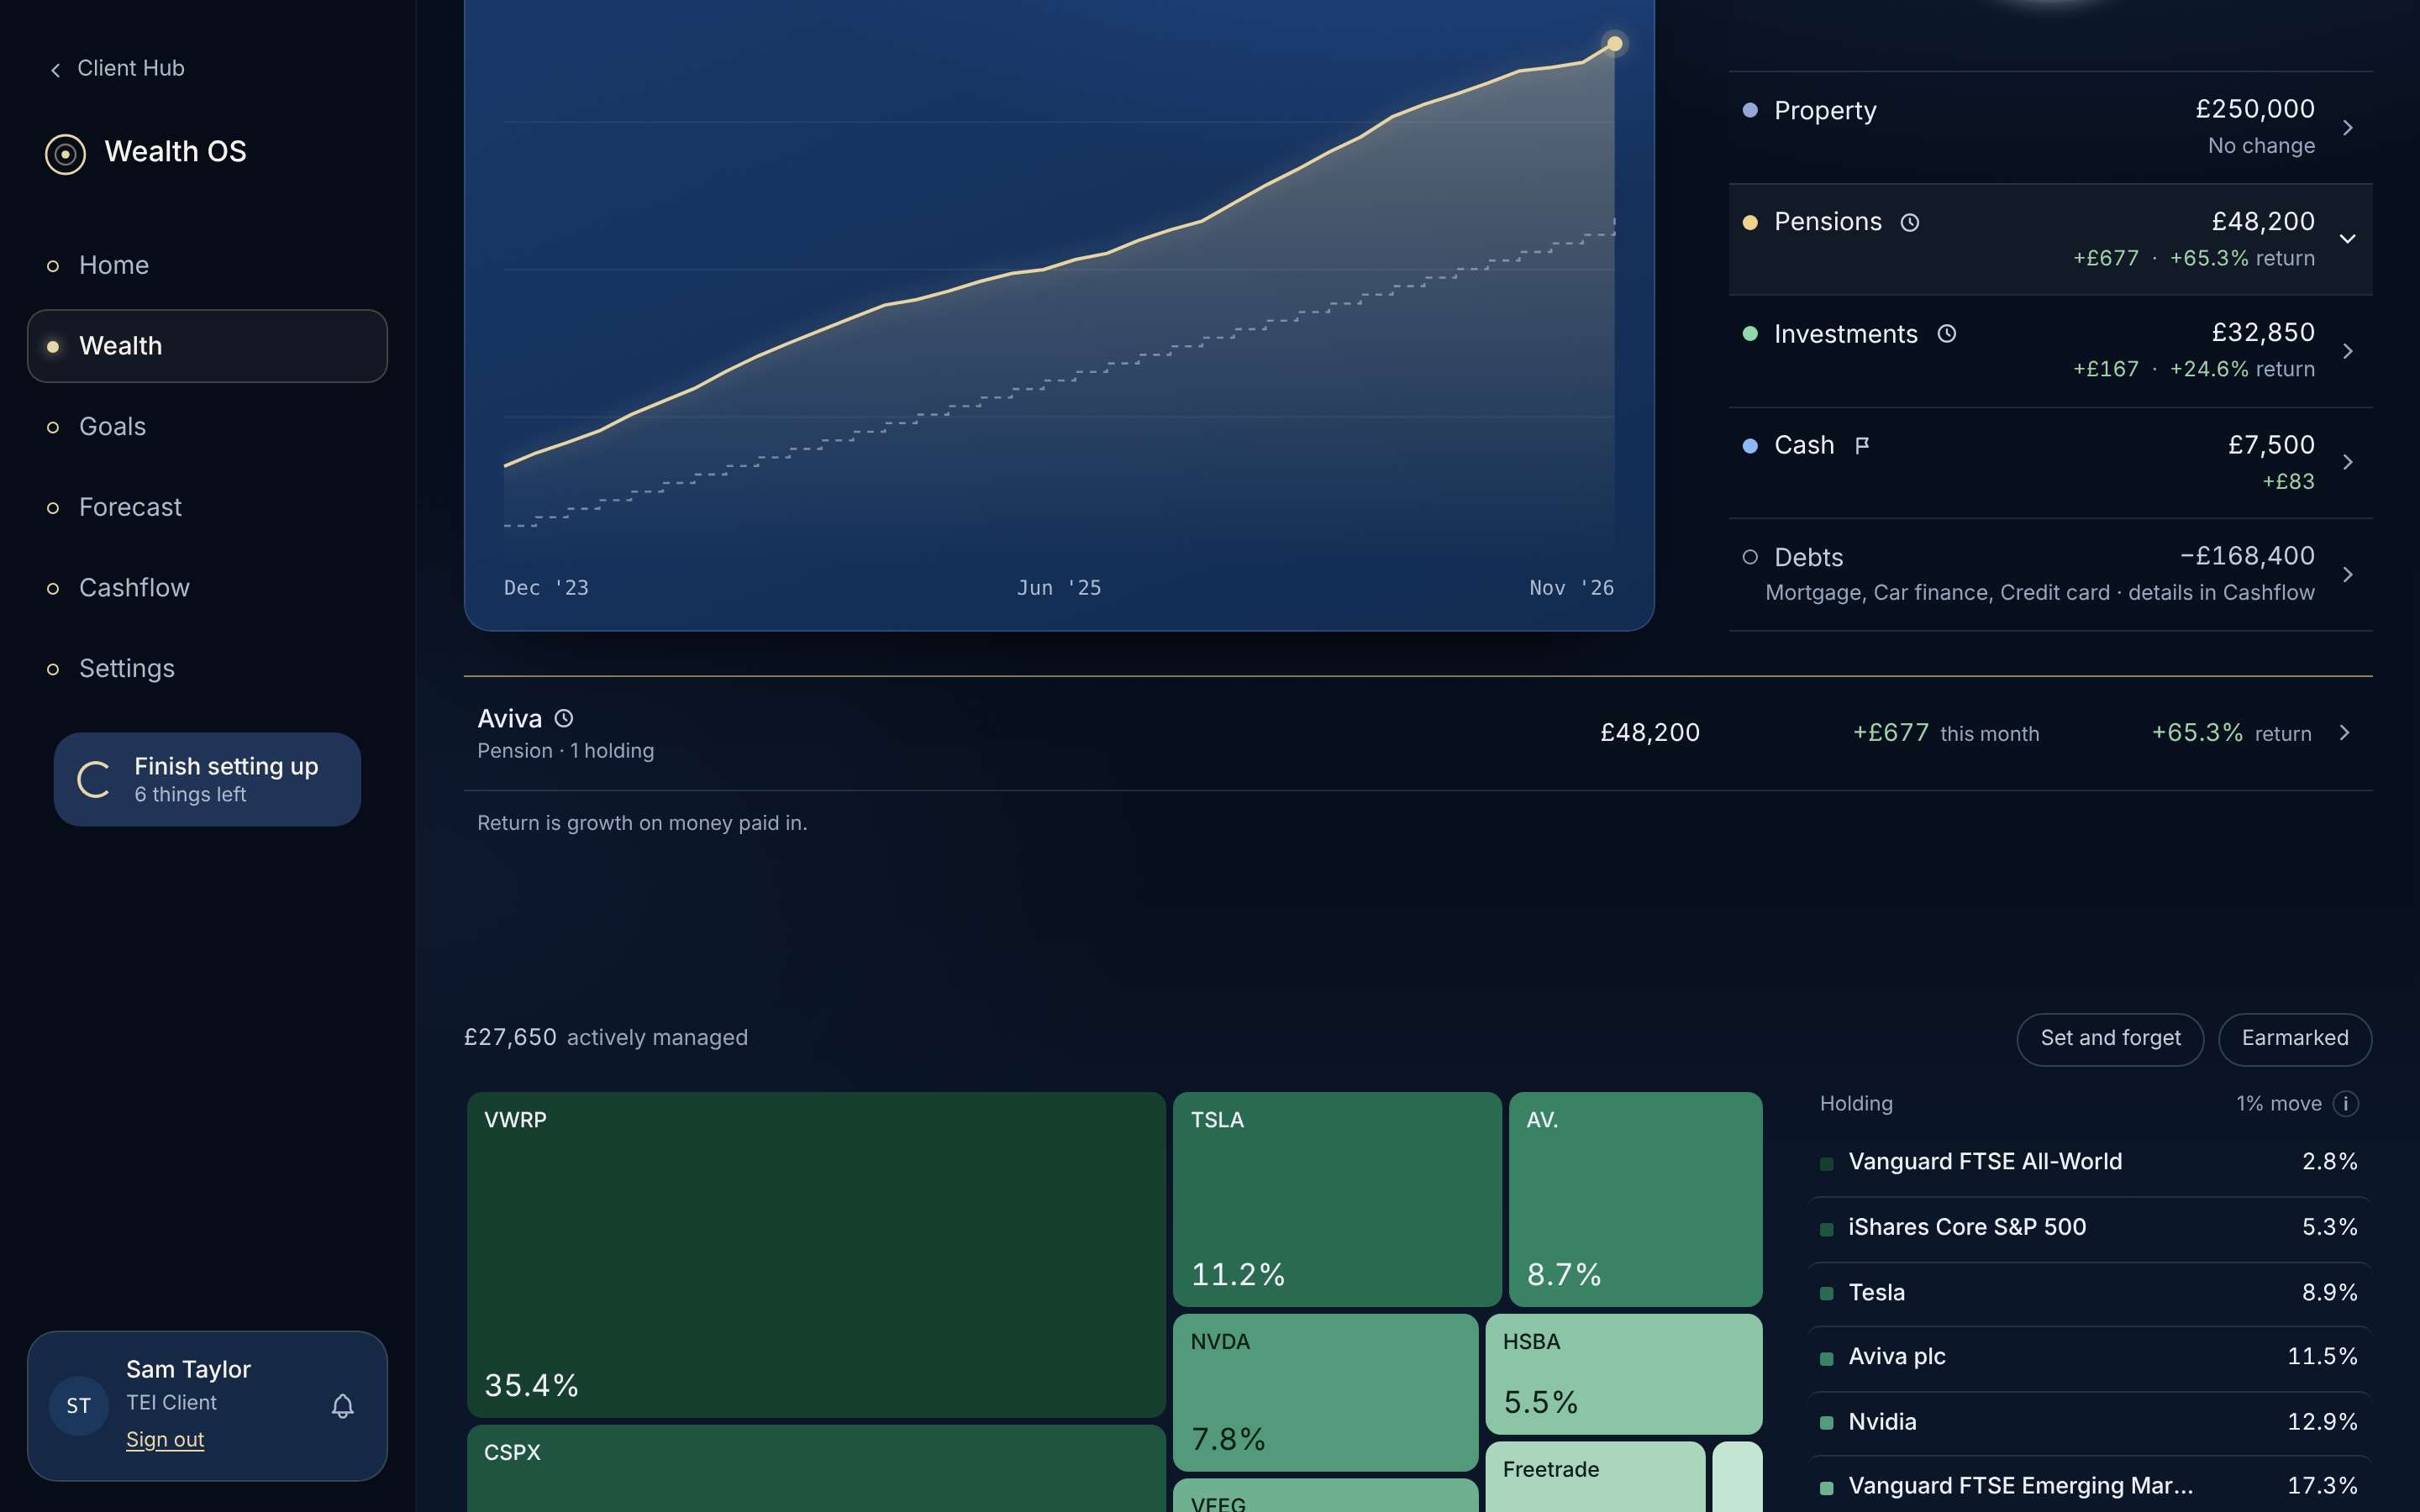 Client Hub
Wealth OS
Home
Wealth
Goals
Forecast
Cashflow
Settings
Finish setting up
6 things left
ST
Sam Taylor
TEI Client
Sign out
Dec '23
Jun '25
Nov '26
Property
£250,000
No change
Pensions
£48,200
+£677 · +65.3% return
Investments
£32,850
+£167 · +24.6% return
Cash
£7,500
+£83
Debts
−£168,400
Mortgage, Car finance, Credit card · details in Cashflow
Aviva
Pension · 1 holding
£48,200
+£677 this month
+65.3% return
Return is growth on money paid in.
£27,650 actively managed
Set and forget
Earmarked
VWRP
35.4%
CSPX
TSLA
11.2%
AV.
8.7%
NVDA
7.8%
HSBA
5.5%
VFEG
Freetrade
Holding
1% move
i
Vanguard FTSE All-World
2.8%
iShares Core S&P 500
5.3%
Tesla
8.9%
Aviva plc
11.5%
Nvidia
12.9%
Vanguard FTSE Emerging Mar...
17.3%